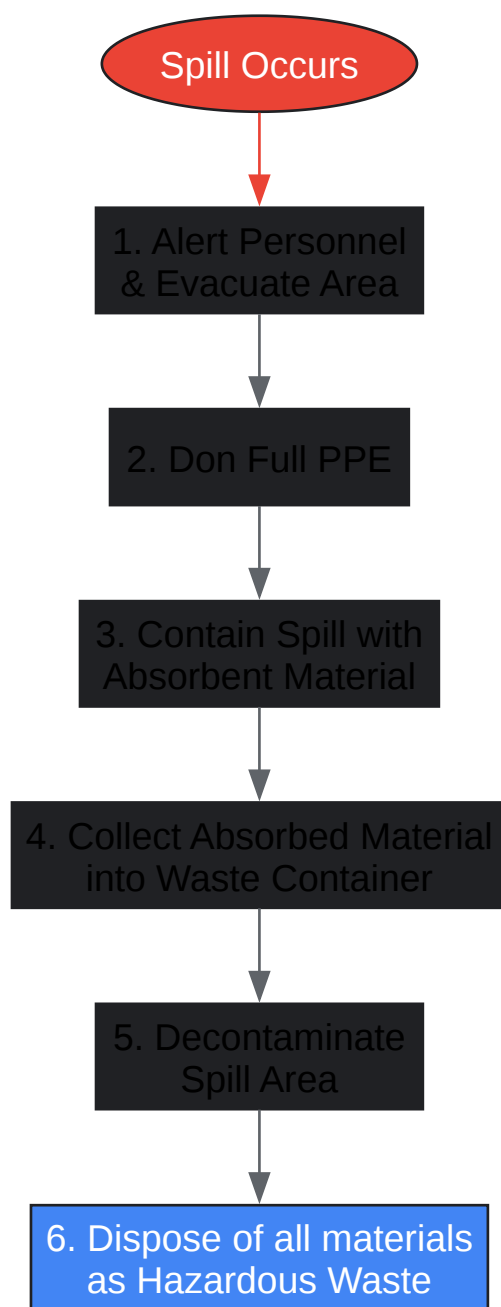 Spill Occurs
1. Alert Personnel
& Evacuate Area
2. Don Full PPE
3. Contain Spill with
Absorbent Material
4. Collect Absorbed Material
into Waste Container
5. Decontaminate
Spill Area
6. Dispose of all materials
as Hazardous Waste